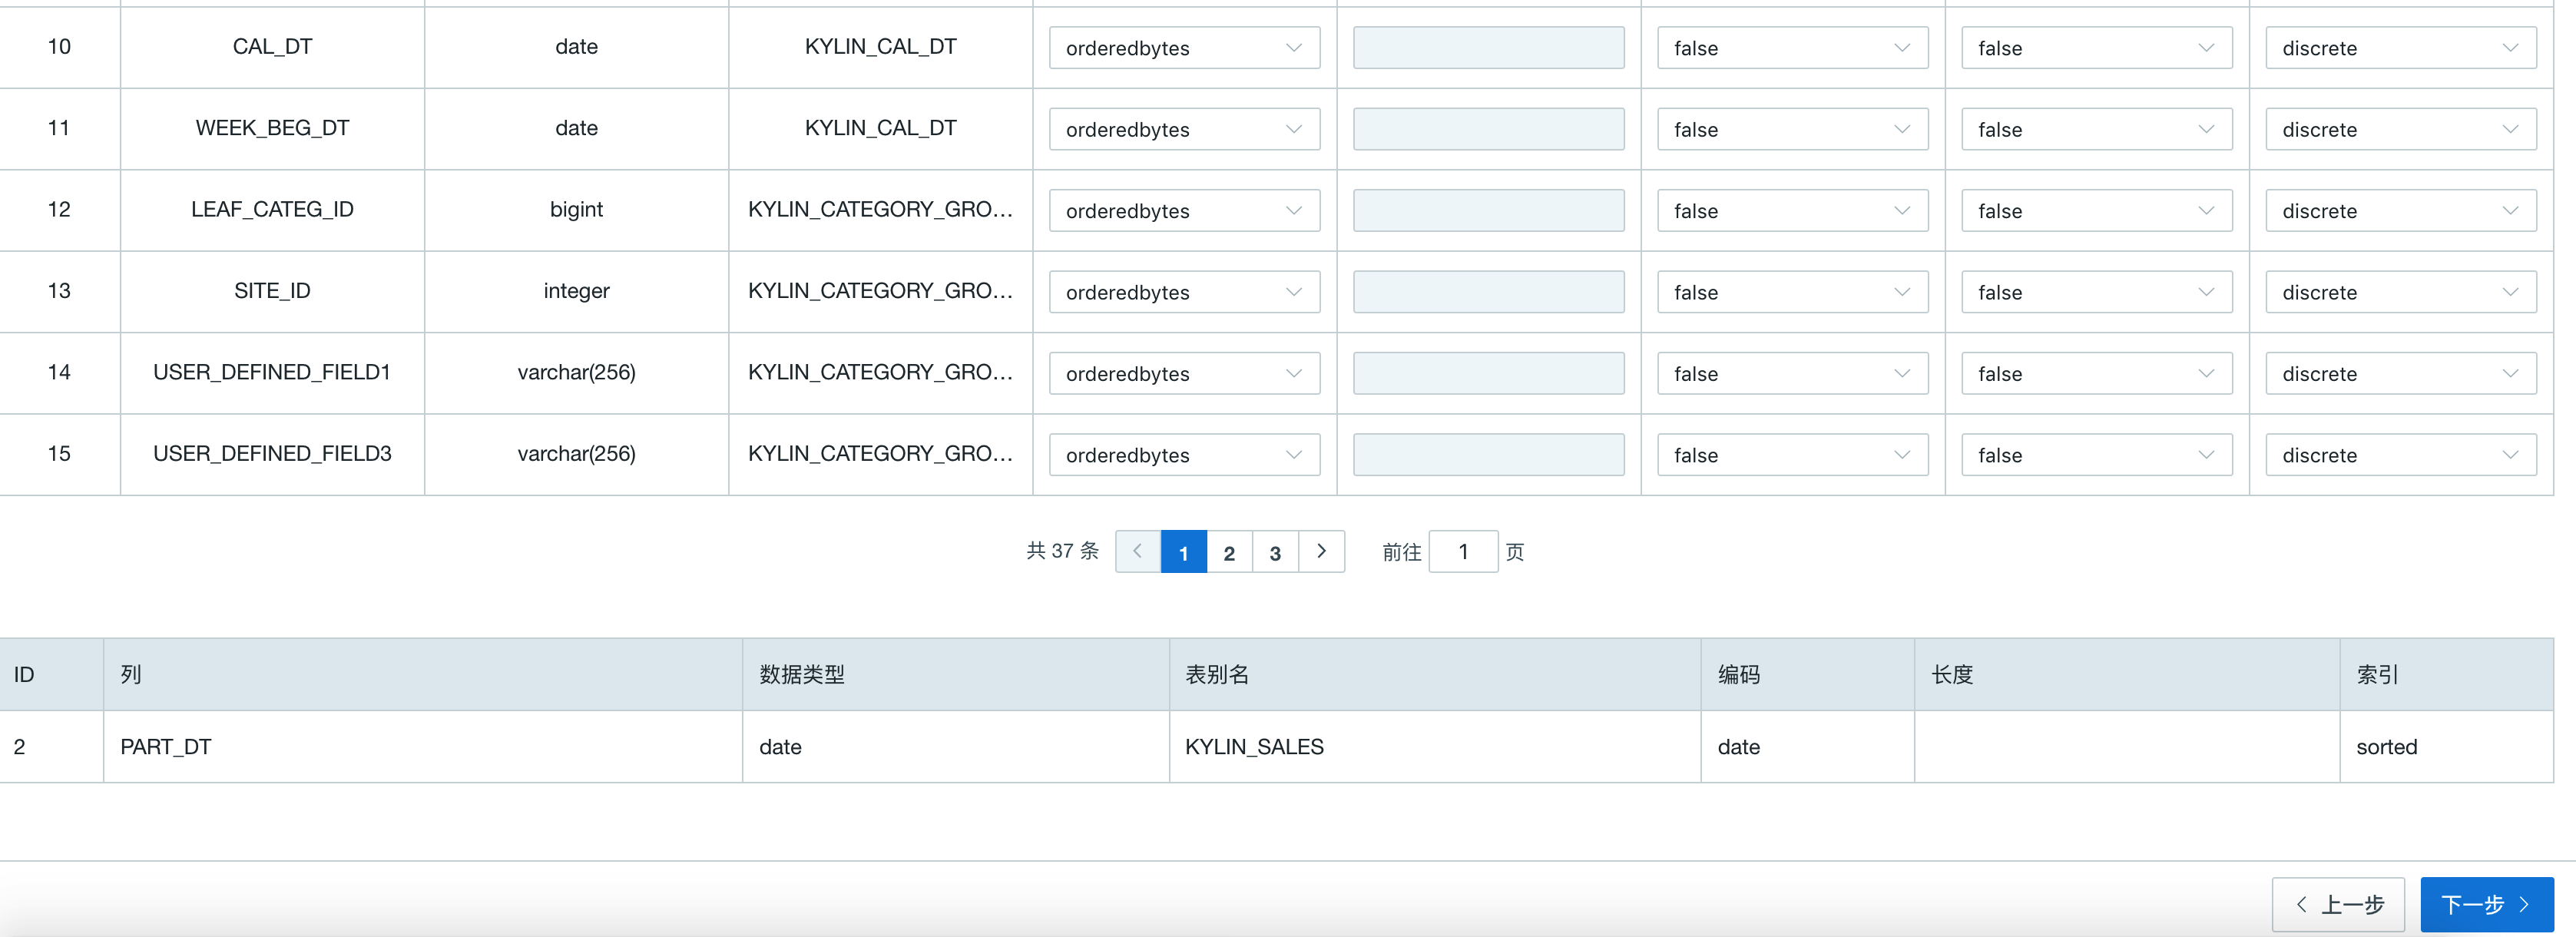 10 CAL_DT date KYLIN_CAL_DT orderedbytes false false discrete
11 WEEK_BEG_DT date KYLIN_CAL_DT orderedbytes false false discrete
12 LEAF_CATEG_ID bigint KYLIN_CATEGORY_GRO... orderedbytes false false discrete
13 SITE_ID integer KYLIN_CATEGORY_GRO... orderedbytes false false discrete
14 USER_DEFINED_FIELD1 varchar(256) KYLIN_CATEGORY_GRO... orderedbytes false false discrete
15 USER_DEFINED_FIELD3 varchar(256) KYLIN_CATEGORY_GRO... orderedbytes false false discrete
共 37 条 < 1 2 3 > 前往 1 页
ID 列 数据类型 表别名 编码 长度 索引
2 PART_DT date KYLIN_SALES date sorted
< 上一步 下一步 >